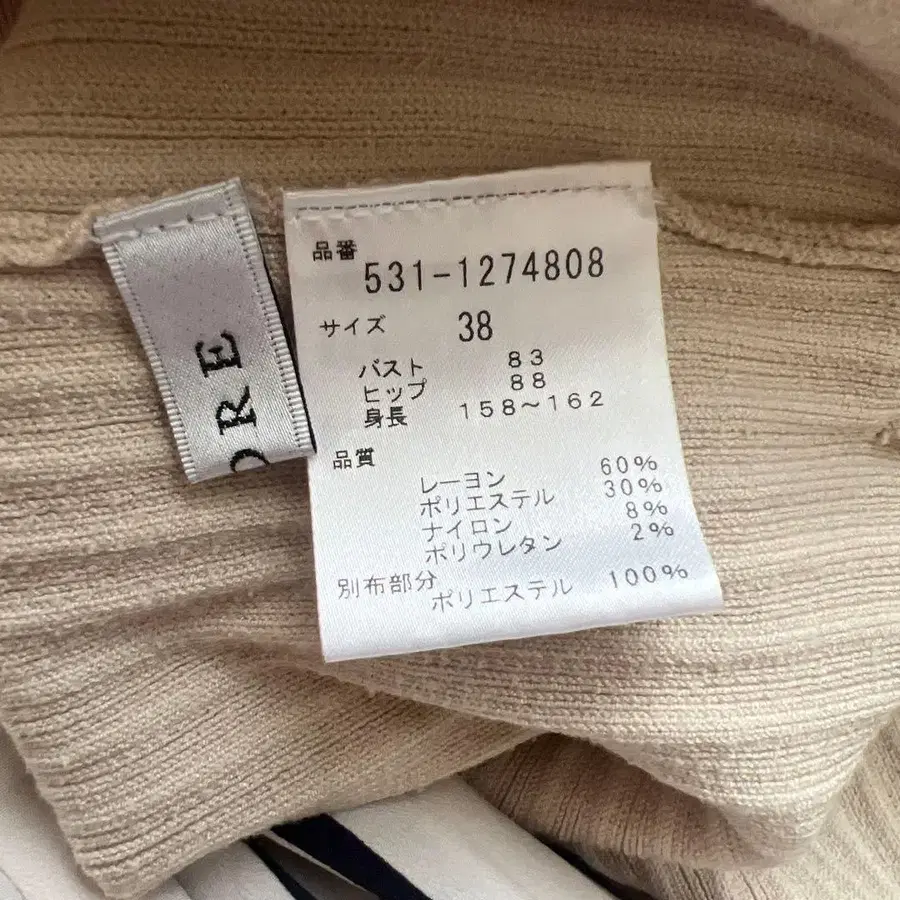 ORE
品番
531-1274808
サイズ 38
バスト 83
ヒップ 88
身長 158～162
品質
レーヨン 60%
ポリエステル 30%
ナイロン 8%
ポリウレタン 2%
別布部分
ポリエステル 100%